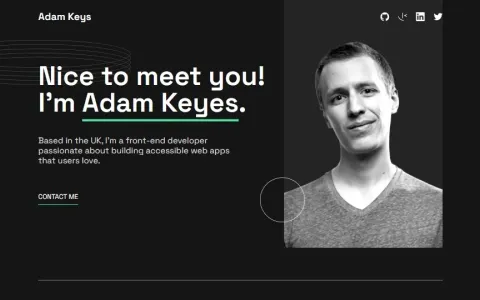 Adam Keys
Nice to meet you!
I'm Adam Keyes.
Based in the UK, I'm a front-end developer
passionate about building accessible web apps
that users love.
CONTACT ME